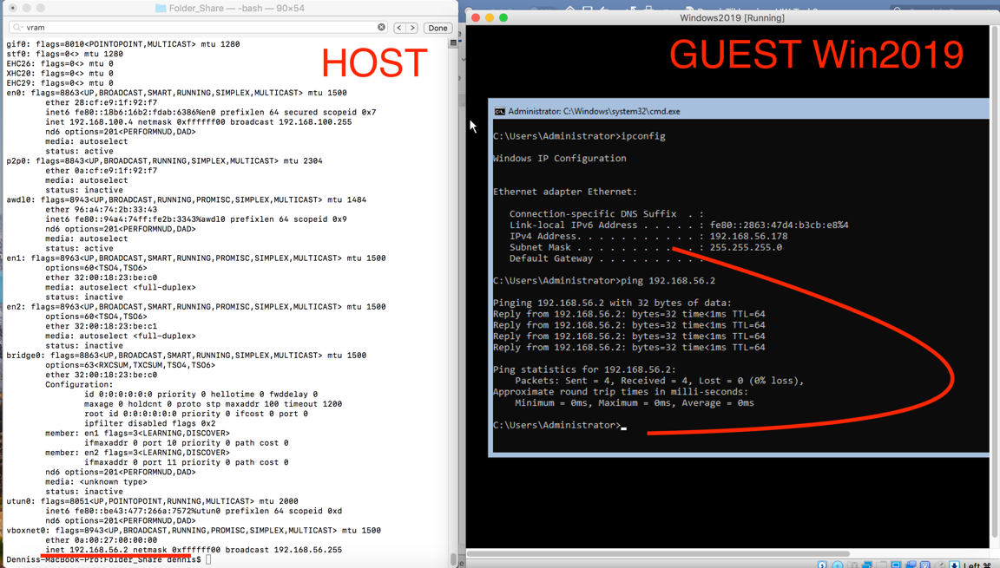 Folder_Share — -bash — 90×54
vram
Done
HOST
gif0: flags=8010<POINTOPOINT,MULTICAST> mtu 1280
stf0: flags=0<> mtu 1280
EHC26: flags=0<> mtu 0
XHC20: flags=0<> mtu 0
EHC29: flags=0<> mtu 0
en0: flags=8863<UP,BROADCAST,SMART,RUNNING,SIMPLEX,MULTICAST> mtu 1500
ether 28:cf:e9:1f:92:f7
inet6 fe80::18b6:16b2:fdab:6386%en0 prefixlen 64 secured scopeid 0x7
inet 192.168.100.4 netmask 0xffffff00 broadcast 192.168.100.255
nd6 options=201<PERFORMNUD,DAD>
media: autoselect
status: active
p2p0: flags=8843<UP,BROADCAST,RUNNING,SIMPLEX,MULTICAST> mtu 2304
ether 0a:cf:e9:1f:92:f7
media: autoselect
status: inactive
awdl0: flags=8943<UP,BROADCAST,RUNNING,PROMISC,SIMPLEX,MULTICAST> mtu 1484
ether 96:a4:74:2b:33:43
inet6 fe80::94a4:74ff:fe2b:3343%awdl0 prefixlen 64 scopeid 0x9
nd6 options=201<PERFORMNUD,DAD>
media: autoselect
status: active
en1: flags=8963<UP,BROADCAST,SMART,RUNNING,PROMISC,SIMPLEX,MULTICAST> mtu 1500
options=60<TSO4,TSO6>
ether 32:00:18:23:be:c0
media: autoselect <full-duplex>
status: inactive
en2: flags=8963<UP,BROADCAST,SMART,RUNNING,PROMISC,SIMPLEX,MULTICAST> mtu 1500
options=60<TSO4,TSO6>
ether 32:00:18:23:be:c1
media: autoselect <full-duplex>
status: inactive
bridge0: flags=8863<UP,BROADCAST,SMART,RUNNING,SIMPLEX,MULTICAST> mtu 1500
options=63<RXCSUM,TXCSUM,TSO4,TSO6>
ether 32:00:18:23:be:c0
Configuration:
id 0:0:0:0:0:0 priority 0 hellotime 0 fwddelay 0
maxage 0 holdcnt 0 proto stp maxaddr 100 timeout 1200
root id 0:0:0:0:0:0 priority 0 ifcost 0 port 0
ipfilter disabled flags 0x2
member: en1 flags=3<LEARNING,DISCOVER>
ifmaxaddr 0 port 10 priority 0 path cost 0
member: en2 flags=3<LEARNING,DISCOVER>
ifmaxaddr 0 port 11 priority 0 path cost 0
nd6 options=201<PERFORMNUD,DAD>
media: <unknown type>
status: inactive
utun0: flags=8051<UP,POINTOPOINT,RUNNING,MULTICAST> mtu 2000
inet6 fe80::be43:477:266a:7572%utun0 prefixlen 64 scopeid 0xd
nd6 options=201<PERFORMNUD,DAD>
vboxnet0: flags=8943<UP,BROADCAST,RUNNING,PROMISC,SIMPLEX,MULTICAST> mtu 1500
ether 0a:00:27:00:00:00
inet 192.168.56.2 netmask 0xffffff00 broadcast 192.168.56.255
Denniss-MacBook-Pro:Folder_Share dennis$
Windows2019 [Running]
GUEST Win2019
Administrator: C:\Windows\system32\cmd.exe
C:\Users\Administrator>ipconfig
Windows IP Configuration
Ethernet adapter Ethernet:
Connection-specific DNS Suffix . :
Link-local IPv6 Address . . . . . : fe80::2863:47d4:b3cb:e8%4
IPv4 Address. . . . . . . . . . . : 192.168.56.178
Subnet Mask . . . . . . . . . . . : 255.255.255.0
Default Gateway . . . . . . . . . :
C:\Users\Administrator>ping 192.168.56.2
Pinging 192.168.56.2 with 32 bytes of data:
Reply from 192.168.56.2: bytes=32 time<1ms TTL=64
Reply from 192.168.56.2: bytes=32 time<1ms TTL=64
Reply from 192.168.56.2: bytes=32 time<1ms TTL=64
Reply from 192.168.56.2: bytes=32 time<1ms TTL=64
Ping statistics for 192.168.56.2:
Packets: Sent = 4, Received = 4, Lost = 0 (0% loss),
Approximate round trip times in milli-seconds:
Minimum = 0ms, Maximum = 0ms, Average = 0ms
C:\Users\Administrator>
Left ⌘